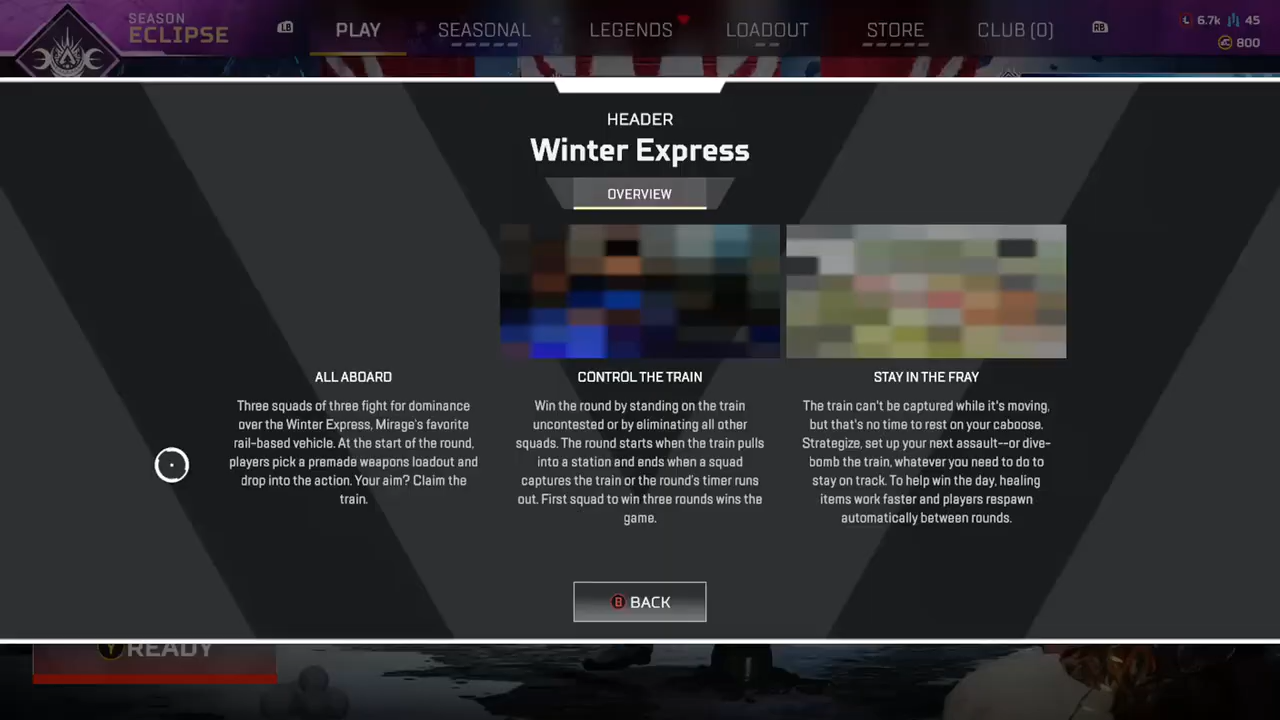 SEASON
ECLIPSE
LB
PLAY
SEASONAL
LEGENDS
LOADOUT
STORE
CLUB (0)
RB
6.7k
45
800
HEADER
Winter Express
OVERVIEW
ALL ABOARD
Three squads of three fight for dominance
over the Winter Express, Mirage's favorite
rail-based vehicle. At the start of the round,
players pick a premade weapons loadout and
drop into the action. Your aim? Claim the
train.
CONTROL THE TRAIN
Win the round by standing on the train
uncontested or by eliminating all other
squads. The round starts when the train pulls
into a station and ends when a squad
captures the train or the round's timer runs
out. First squad to win three rounds wins the
game.
STAY IN THE FRAY
The train can't be captured while it's moving,
but that's no time to rest on your caboose.
Strategize, set up your next assault--or dive-
bomb the train, whatever you need to do to
stay on track. To help win the day, healing
items work faster and players respawn
automatically between rounds.
B BACK
Y READY